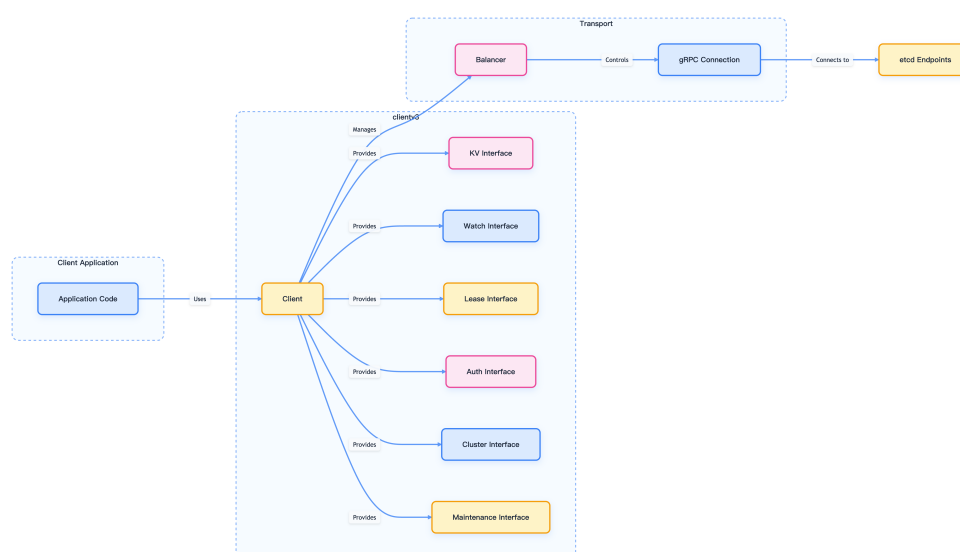 Transport
Balancer
Controls
gRPC Connection
Connects to
etcd Endpoints
clientv3
Manages
Provides
KV Interface
Provides
Watch Interface
Client Application
Application Code
Uses
Client
Provides
Lease Interface
Provides
Auth Interface
Provides
Cluster Interface
Provides
Maintenance Interface